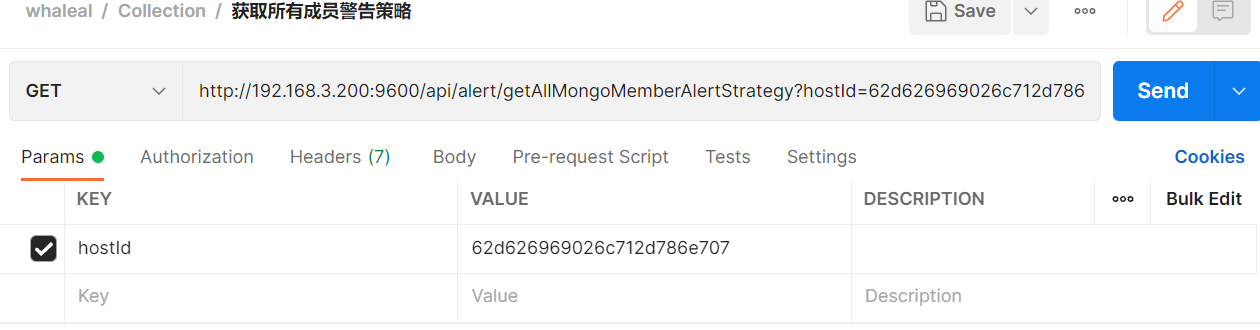 whaleal / Collection / 获取所有成员警告策略 Save
GET http://192.168.3.200:9600/api/alert/getAllMongoMemberAlertStrategy?hostId=62d626969026c712d786 Send
Params Authorization Headers (7) Body Pre-request Script Tests Settings Cookies
KEY VALUE DESCRIPTION Bulk Edit
hostId 62d626969026c712d786e707
Key Value Description